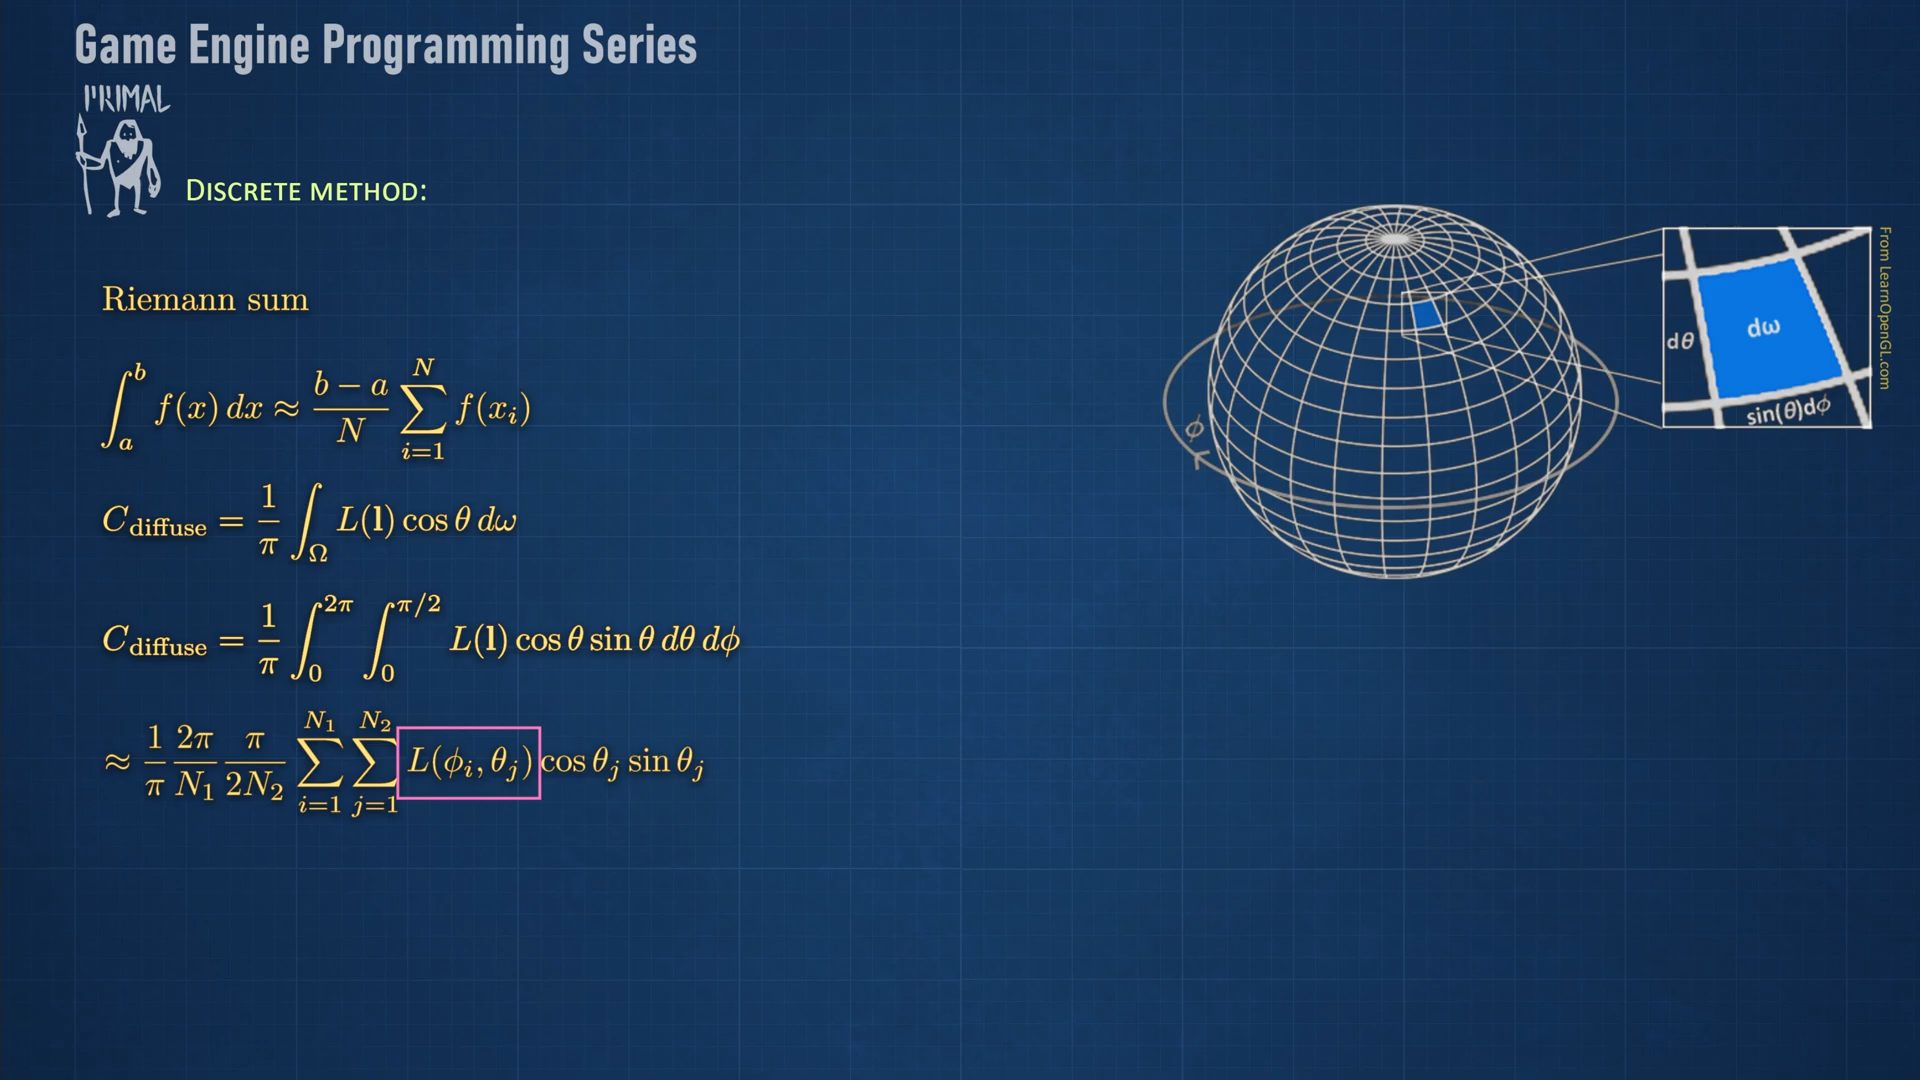 Game Engine Programming Series
PRIMAL
DISCRETE METHOD:
Riemann sum
∫_a^b f(x) dx ≈ (b − a)/N ∑_{i=1}^{N} f(x_i)
C_diffuse = 1/π ∫_Ω L(l) cos θ dω
C_diffuse = 1/π ∫_0^{2π} ∫_0^{π/2} L(l) cos θ sin θ dθ dϕ
≈ 1/π 2π/N_1 π/2N_2 ∑_{i=1}^{N_1} ∑_{j=1}^{N_2} L(ϕ_i, θ_j) cos θ_j sin θ_j
ϕ
dθ
dω
sin(θ)dϕ
From LearnOpenGL.com